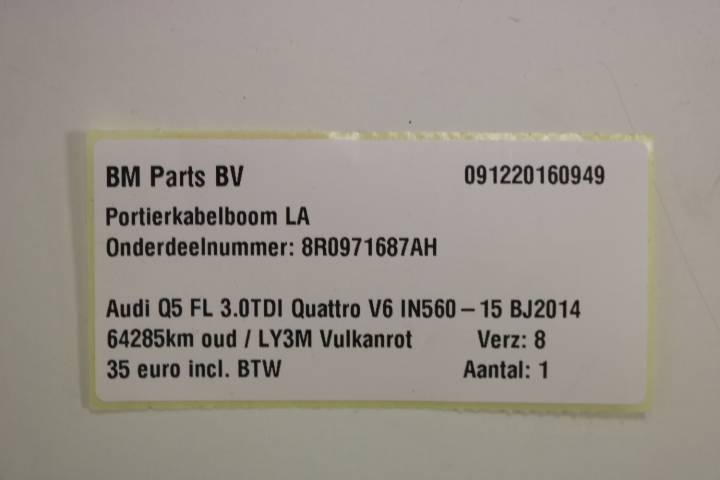 BM Parts BV 091220160949
Portierkabelboom LA
Onderdeelnummer: 8R0971687AH
Audi Q5 FL 3.0TDI Quattro V6 IN560 – 15 BJ2014
64285km oud / LY3M Vulkanrot Verz: 8
35 euro incl. BTW Aantal: 1